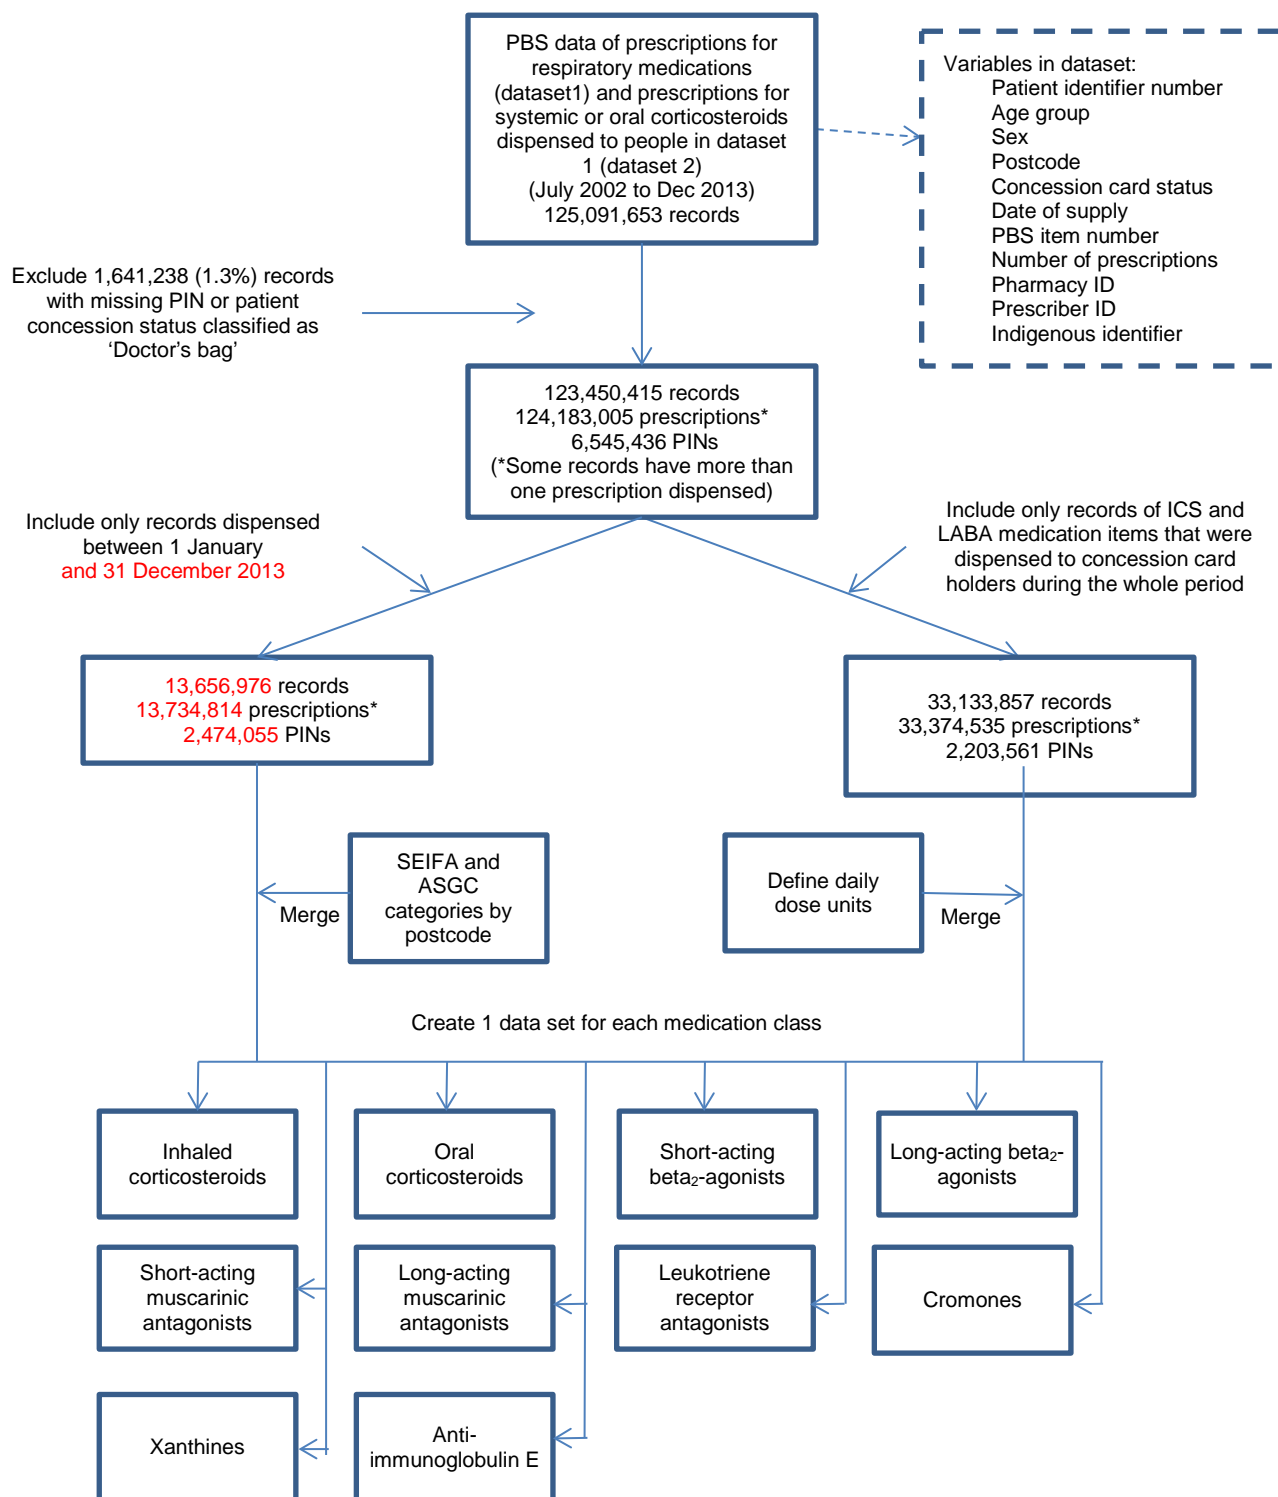 PBS data of prescriptions for
respiratory medications
(dataset1) and prescriptions for
systemic or oral corticosteroids
dispensed to people in dataset
1 (dataset 2)
(July 2002 to Dec 2013)
125,091,653 records
Variables in dataset:
Patient identifier number
Age group
Sex
Postcode
Concession card status
Date of supply
PBS item number
Number of prescriptions
Pharmacy ID
Prescriber ID
Indigenous identifier
Exclude 1,641,238 (1.3%) records
with missing PIN or patient
concession status classified as
‘Doctor’s bag’
123,450,415 records
124,183,005 prescriptions*
6,545,436 PINs
(*Some records have more than
one prescription dispensed)
Include only records dispensed
between 1 January
and 31 December 2013
Include only records of ICS and
LABA medication items that were
dispensed to concession card
holders during the whole period
13,656,976 records
13,734,814 prescriptions*
2,474,055 PINs
33,133,857 records
33,374,535 prescriptions*
2,203,561 PINs
SEIFA and
ASGC
categories by
postcode
Merge
Define daily
dose units
Merge
Create 1 data set for each medication class
Inhaled
corticosteroids
Oral
corticosteroids
Short-acting
beta₂-agonists
Long-acting beta₂-
agonists
Short-acting
muscarinic
antagonists
Long-acting
muscarinic
antagonists
Leukotriene
receptor
antagonists
Cromones
Xanthines
Anti-
immunoglobulin E